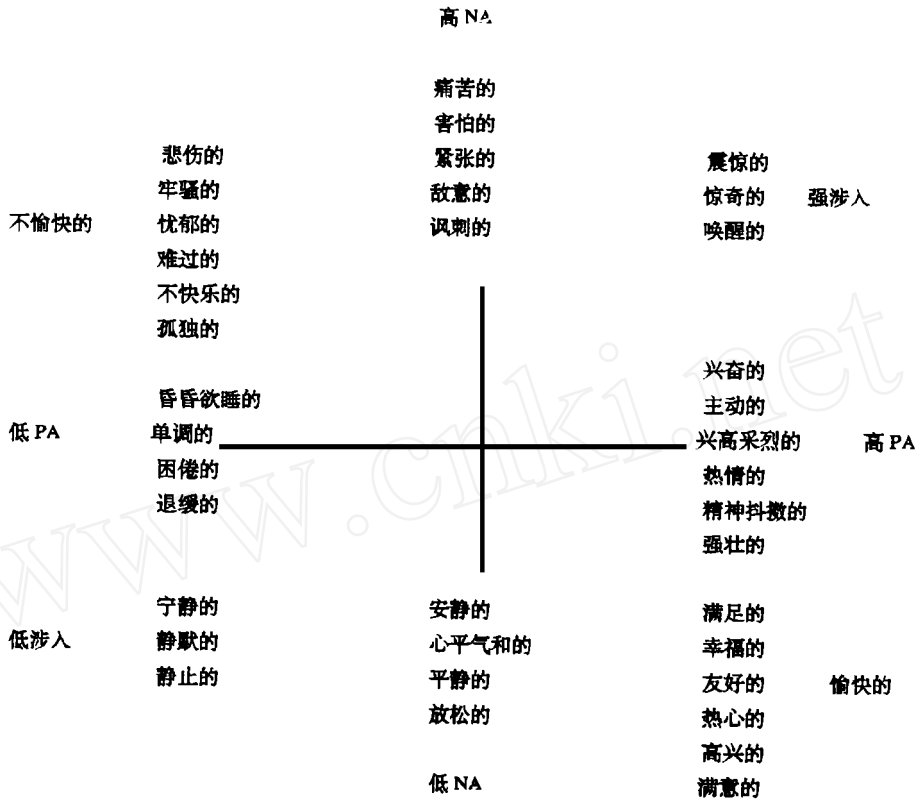 高 NA
痛苦的
害怕的
紧张的
敌意的
讽刺的
不愉快的
悲伤的
牢骚的
忧郁的
难过的
不快乐的
孤独的
震惊的
惊奇的
唤醒的
强涉入
低 PA
昏昏欲睡的
单调的
困倦的
退缓的
兴奋的
主动的
兴高采烈的
热情的
精神抖擞的
强壮的
高 PA
低涉入
宁静的
静默的
静止的
安静的
心平气和的
平静的
放松的
低 NA
满足的
幸福的
友好的
热心的
高兴的
满意的
愉快的
www.cnki.net